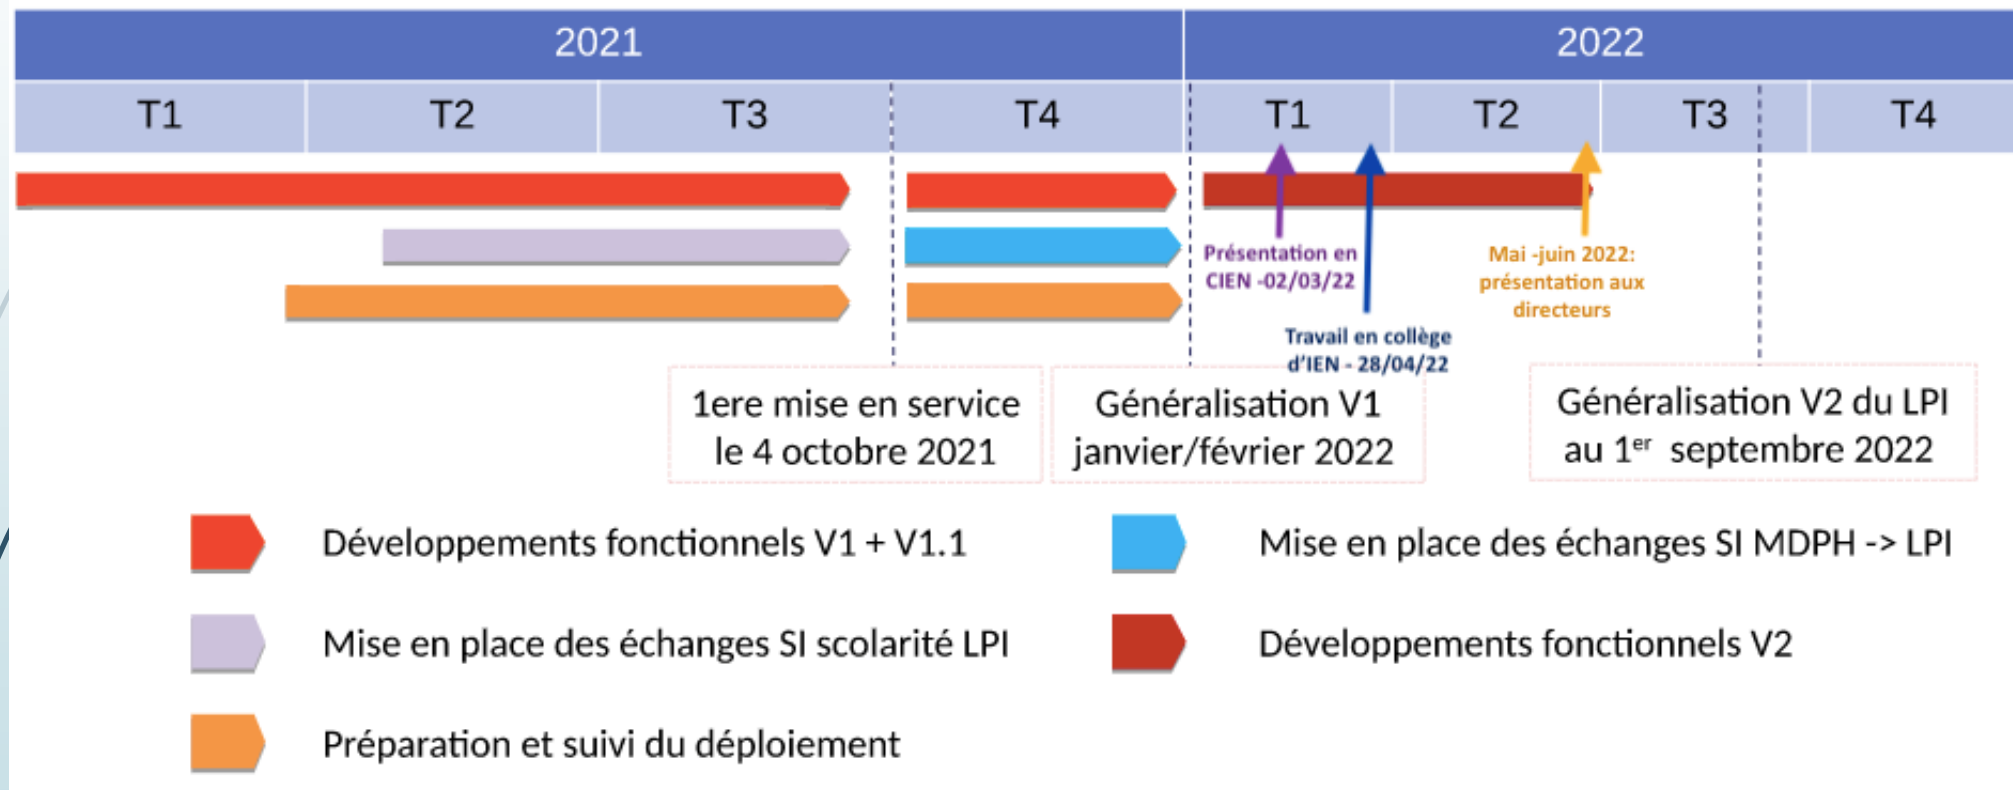 2021
2022
T1
T2
T3
T4
T1
T2
T3
T4
Présentation en
CIEN -02/03/22
Mai -juin 2022:
présentation aux
directeurs
Travail en collège
d'IEN - 28/04/22
1ere mise en service
le 4 octobre 2021
Généralisation V1
janvier/février 2022
Généralisation V2 du LPI
au 1er septembre 2022
Développements fonctionnels V1 + V1.1
Mise en place des échanges SI MDPH -> LPI
Mise en place des échanges SI scolarité LPI
Développements fonctionnels V2
Préparation et suivi du déploiement